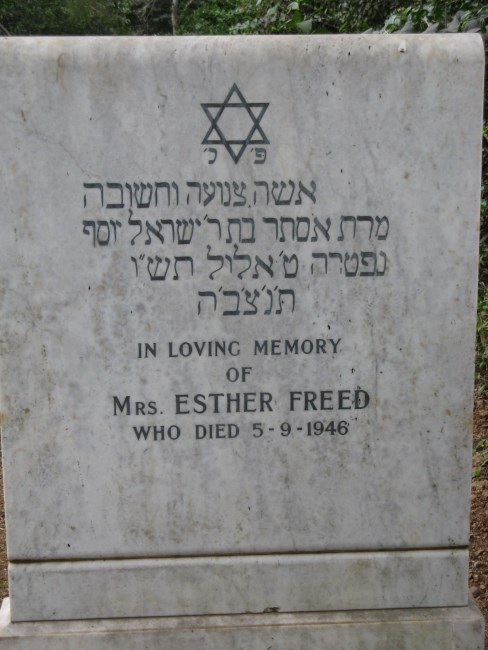 פ׳ נ׳
אשה צנועה וחשובה
מרת אסתר בת ר׳ ישראל יוסף
נפטרה ט׳ אלול תש״ו
ת׳נ׳צ׳ב׳ה
IN LOVING MEMORY
OF
MRS. ESTHER FREED
WHO DIED 5-9-1946